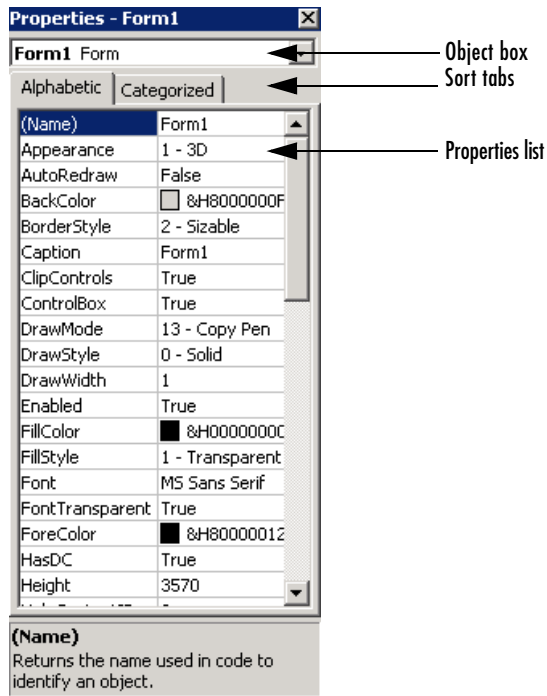 Properties - Form1
Form1 Form
Object box
Sort tabs
Alphabetic Categorized
(Name) Form1
Appearance 1 - 3D
Properties list
AutoRedraw False
BackColor &H8000000F
BorderStyle 2 - Sizable
Caption Form1
ClipControls True
ControlBox True
DrawMode 13 - Copy Pen
DrawStyle 0 - Solid
DrawWidth 1
Enabled True
FillColor &H0000000
FillStyle 1 - Transparent
Font MS Sans Serif
FontTransparent True
ForeColor &H80000012
HasDC True
Height 3570
(Name)
Returns the name used in code to
identify an object.